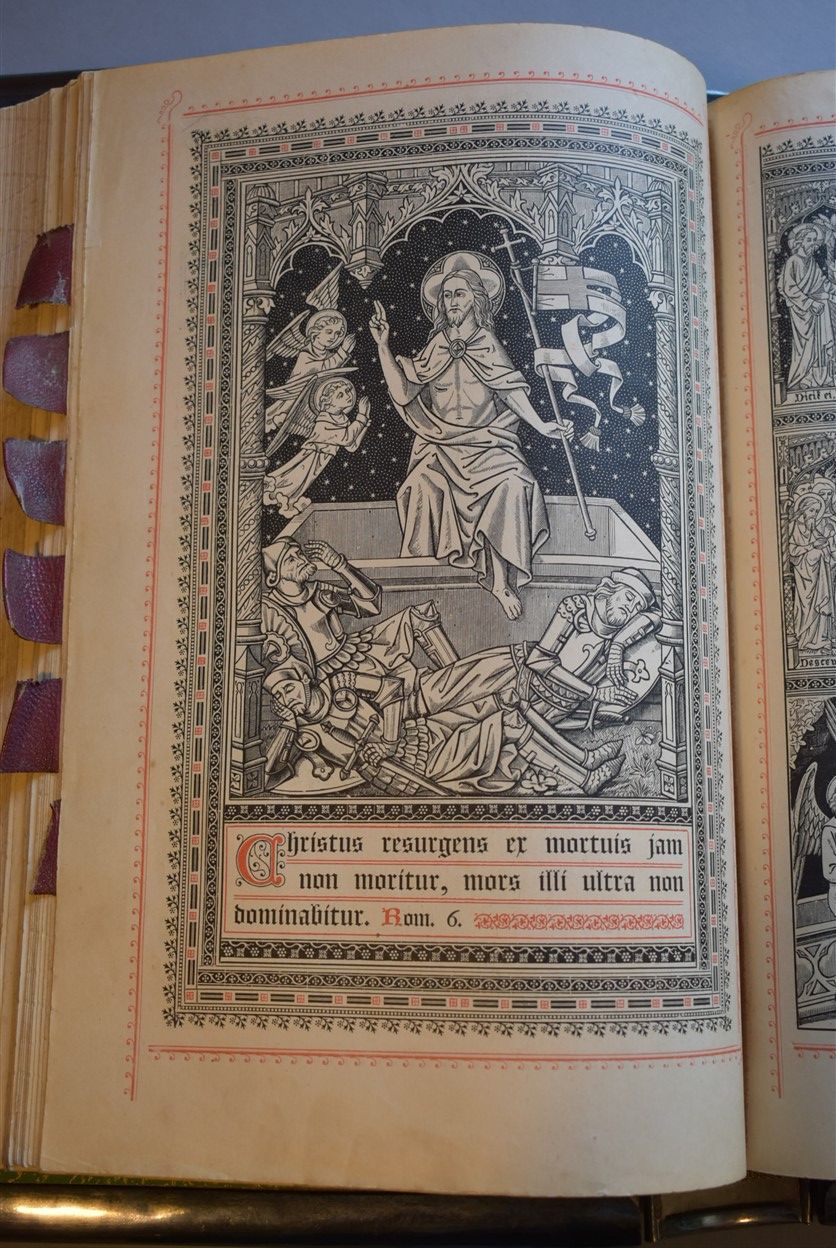 Christus resurgens ex mortuis jam
non moritur, mors illi ultra non
dominabitur. Rom. 6.